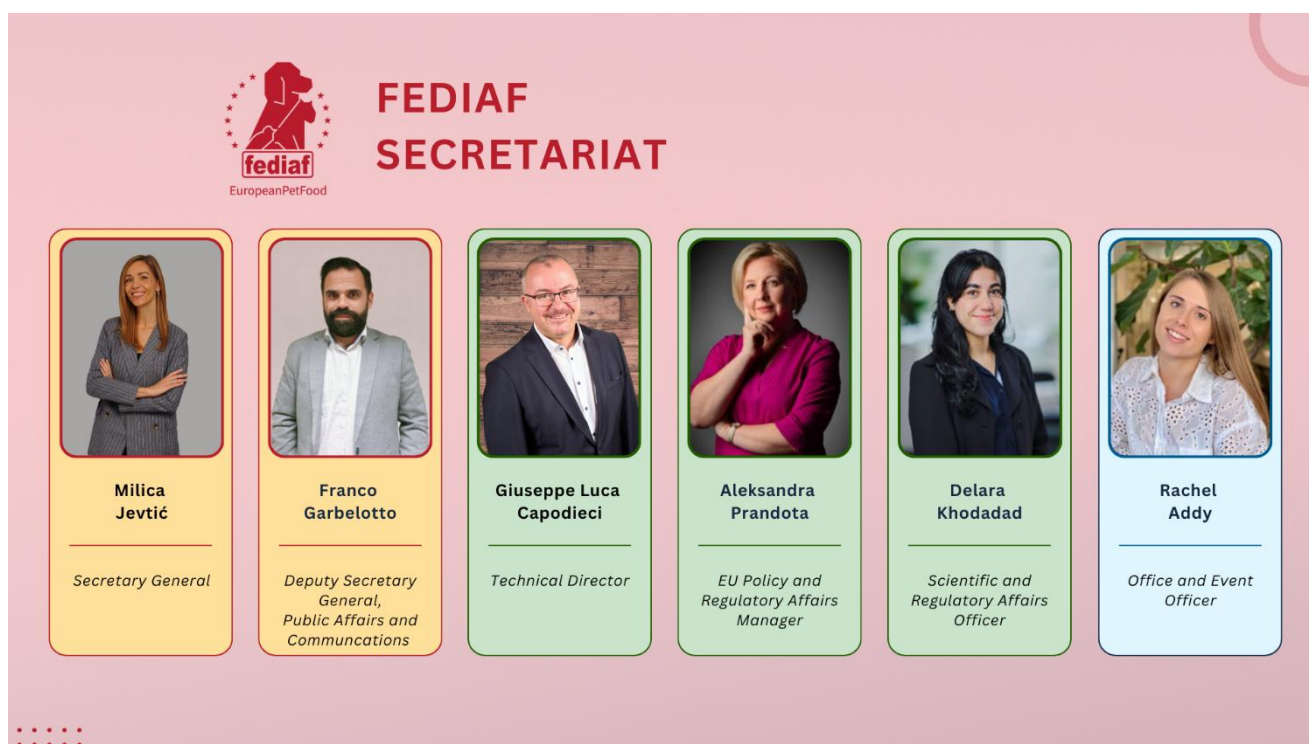 FEDIAF
SECRETARIAT
fediaf
EuropeanPetFood
Milica
Jevtić
Secretary General
Franco
Garbelotto
Deputy Secretary
General,
Public Affairs and
Communcations
Giuseppe Luca
Capodieci
Technical Director
Aleksandra
Prandota
EU Policy and
Regulatory Affairs
Manager
Delara
Khodadad
Scientific and
Regulatory Affairs
Officer
Rachel
Addy
Office and Event
Officer